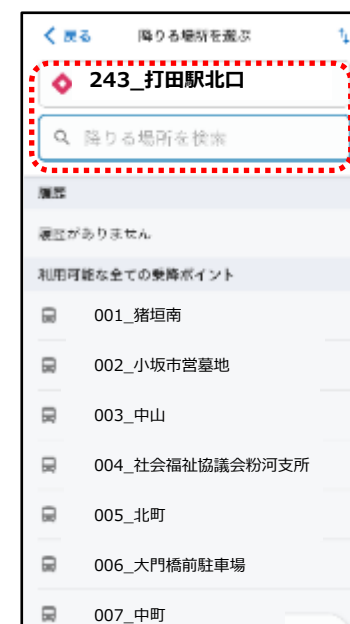 戻る 降りる場所を選ぶ
243_打田駅北口
降りる場所を検索
履歴
履歴がありません
利用可能な全ての乗降ポイント
001_猪垣南
002_小坂市営墓地
003_中山
004_社会福祉協議会粉河支所
005_北町
006_大門橋前駐車場
007_中町